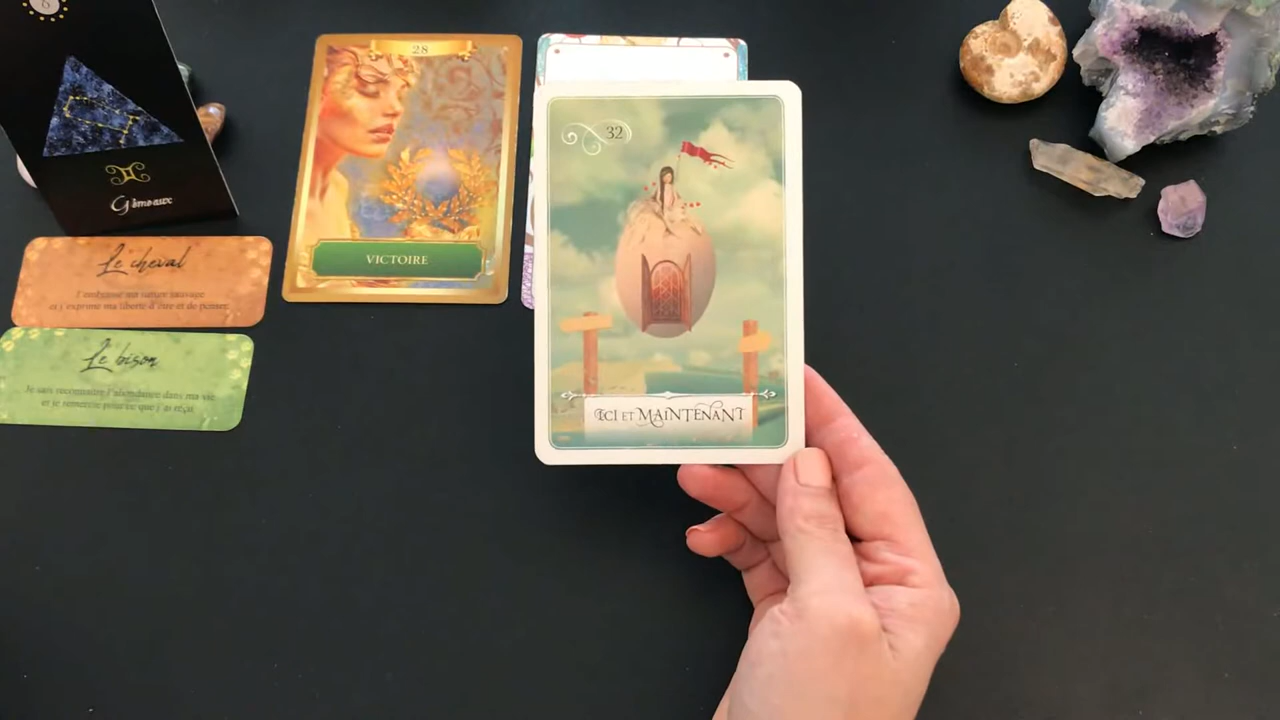 6
Gémeaux
Le cheval
J'embrasse ma nature sauvage
et j'exprime ma liberté d'être et de penser
Le bison
Je sais reconnaître l'abondance dans ma vie
et je remercie pour ce que j'ai reçu
28
VICTOIRE
32
ICI ET MAINTENANT